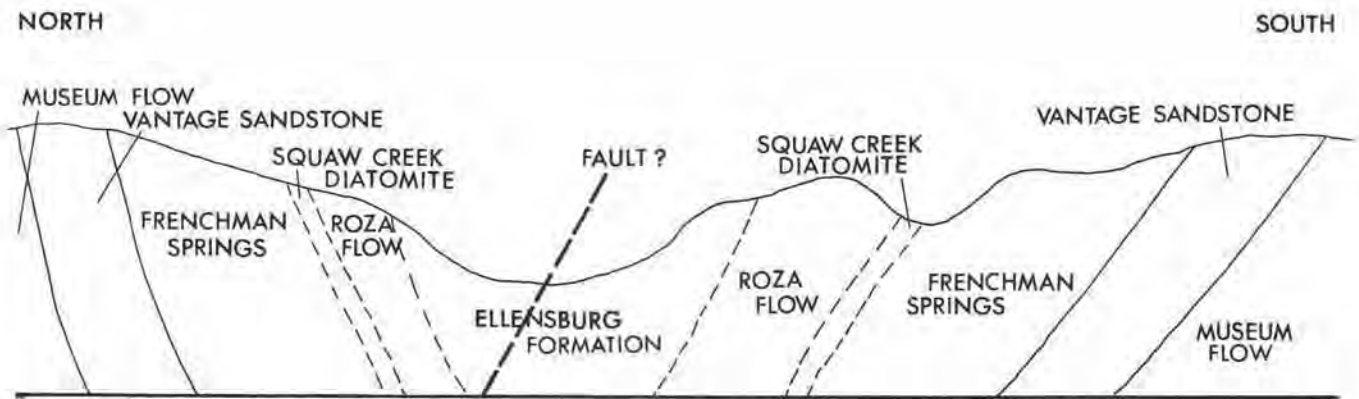 NORTH
SOUTH
MUSEUM FLOW
VANTAGE SANDSTONE
SQUAW CREEK
DIATOMITE
FRENCHMAN
SPRINGS
ROZA
FLOW
FAULT ?
ELLENSBURG
FORMATION
SQUAW CREEK
DIATOMITE
ROZA
FLOW
FRENCHMAN
SPRINGS
VANTAGE SANDSTONE
MUSEUM
FLOW